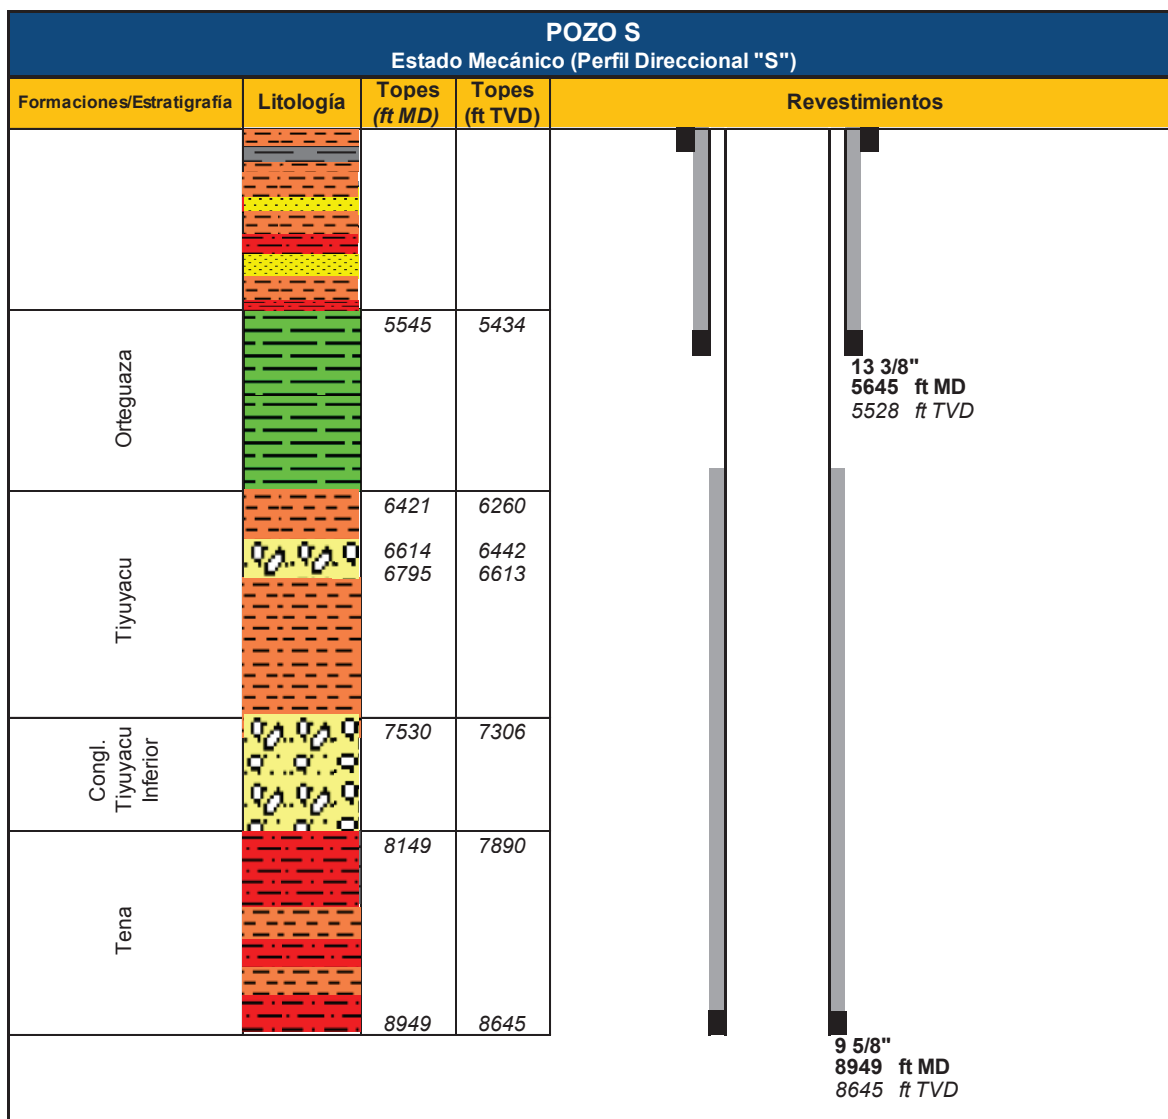 POZO S
Estado Mecánico (Perfil Direccional "S")
Formaciones/Estratigrafía
Litología
Topes
(ft MD)
Topes
(ft TVD)
Revestimientos
Orteguaza
5545
5434
13 3/8"
5645 ft MD
5528 ft TVD
Tiyuyacu
6421
6260
6614
6442
6795
6613
Congl.
Tiyuyacu
Inferior
7530
7306
Tena
8149
7890
8949
8645
9 5/8"
8949 ft MD
8645 ft TVD